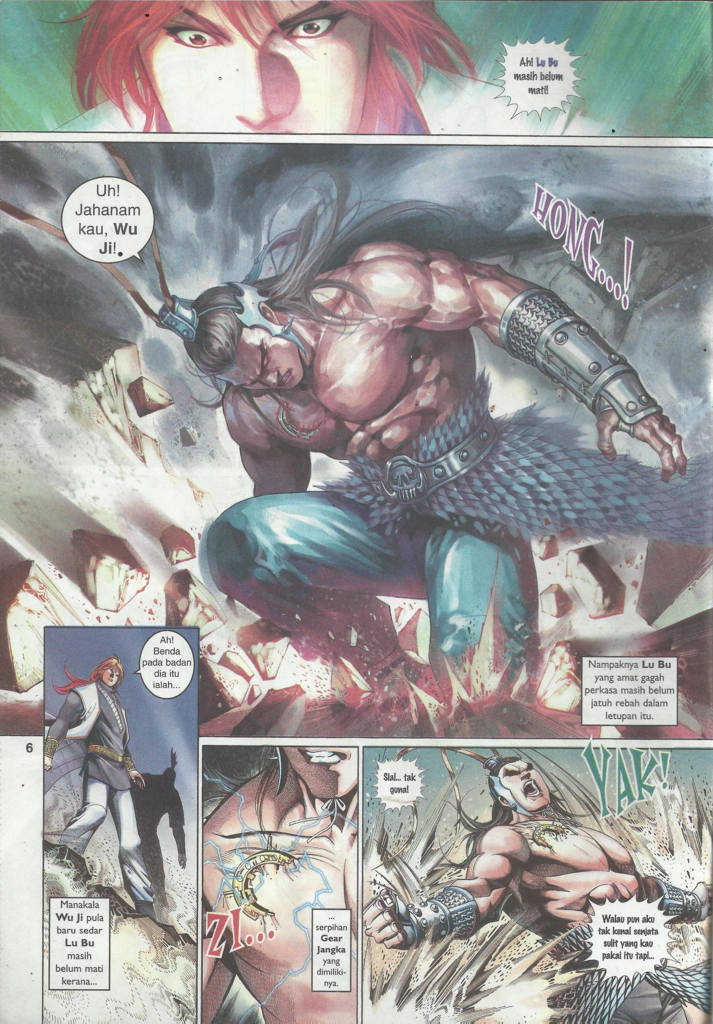 Ah! Lu Bu
masih belum
mati!
Uh!
Jahanam
kau, Wu
Ji!
HONG...!
Nampaknya Lu Bu
yang amat gagah
perkasa masih belum
jatuh rebah dalam
letupan itu.
Ah!
Benda
pada badan
dia itu
ialah...
Manakala
Wu Ji pula
baru sedar
Lu Bu
masih
belum mati
kerana...
6
ZI...
...
serpihan
Gear
Jangka
yang
dimiliki-
nya.
Sial... tak
guna!
YAK!
Walau pun aku
tak kenal senjata
sulit yang kau
pakai itu tapi...